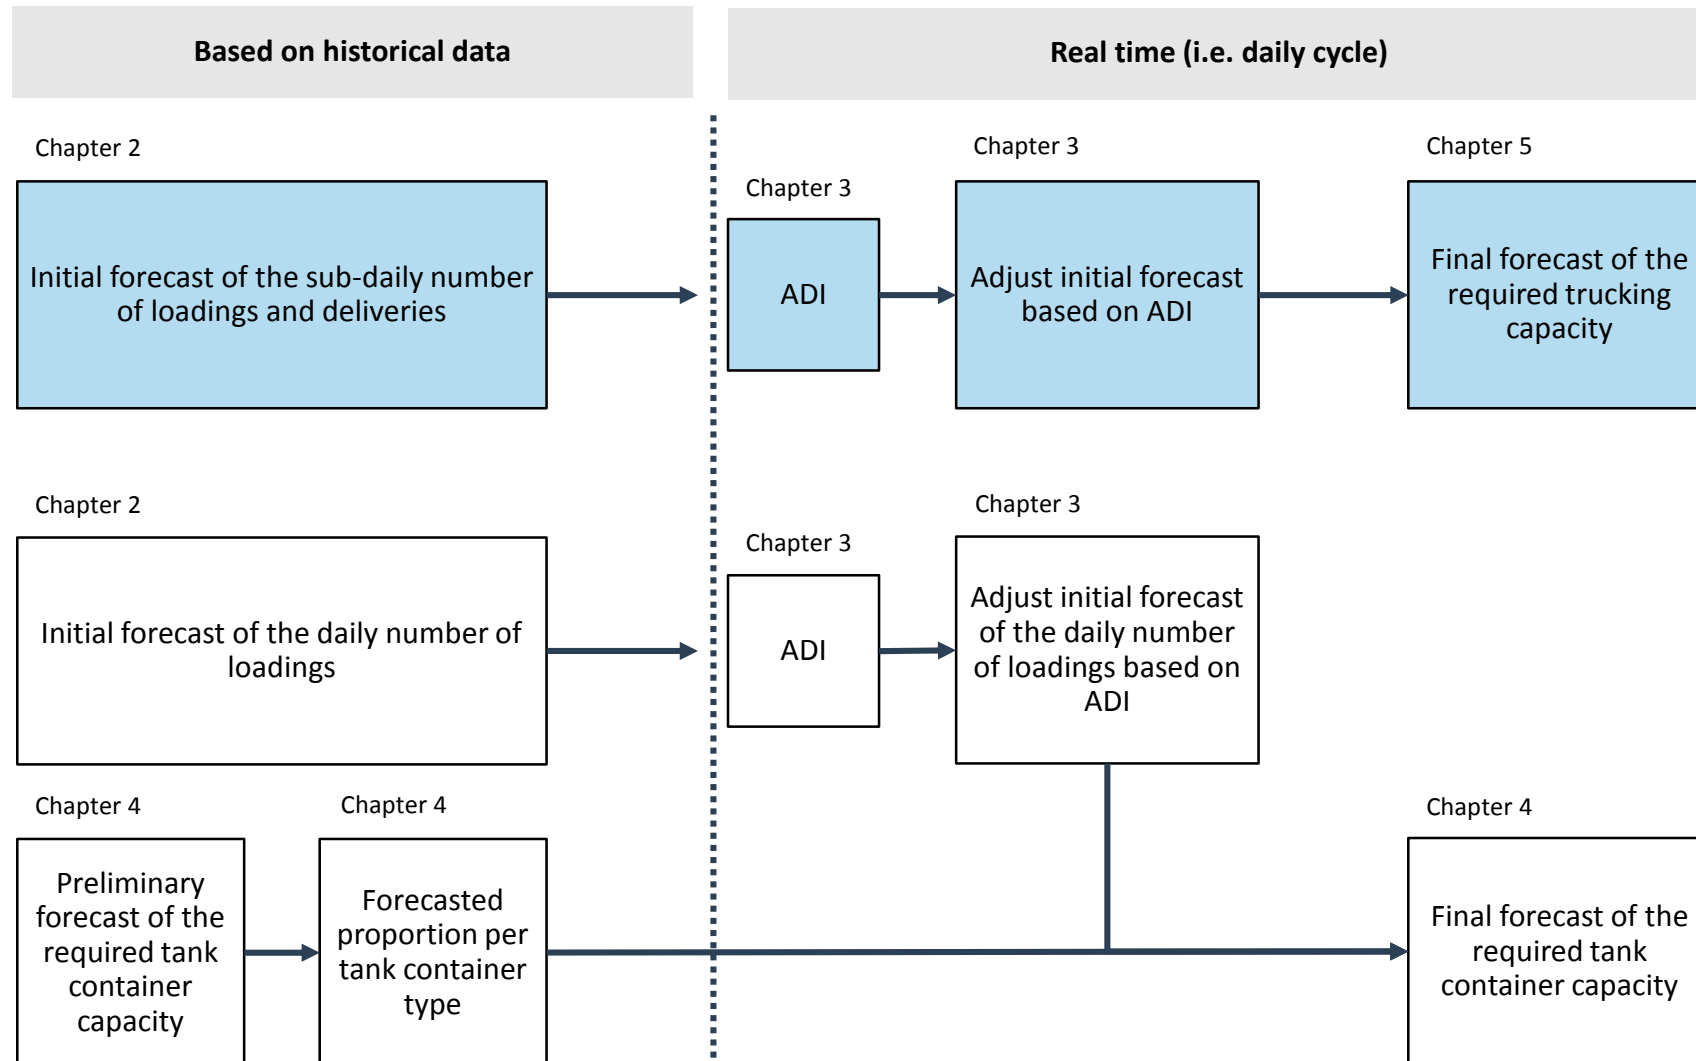 Based on historical data
Real time (i.e. daily cycle)
Chapter 2
Initial forecast of the sub-daily number
of loadings and deliveries
Chapter 3
ADI
Chapter 3
Adjust initial forecast
based on ADI
Chapter 5
Final forecast of the
required trucking
capacity
Chapter 2
Initial forecast of the daily number of
loadings
Chapter 3
ADI
Chapter 3
Adjust initial forecast
of the daily number
of loadings based on
ADI
Chapter 4
Preliminary
forecast of the
required tank
container
capacity
Chapter 4
Forecasted
proportion per
tank container
type
Chapter 4
Final forecast of the
required tank
container capacity